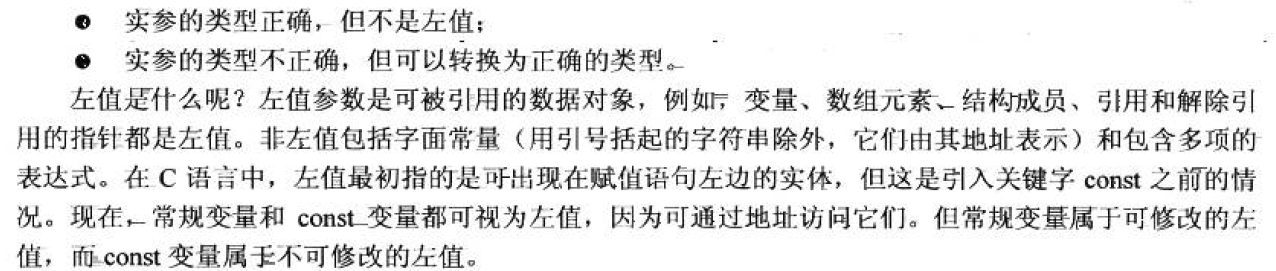 ● 实参的类型正确，但不是左值；
● 实参的类型不正确，但可以转换为正确的类型。
左值是什么呢？左值参数是可被引用的数据对象，例如，变量、数组元素、结构成员、引用和解除引
用的指针都是左值。非左值包括字面常量（用引号括起的字符串除外，它们由其地址表示）和包含多项的
表达式。在 C 语言中，左值最初指的是可出现在赋值语句左边的实体，但这是引入关键字 const 之前的情
况。现在，常规变量和 const 变量都可视为左值，因为可通过地址访问它们。但常规变量属于可修改的左
值，而 const 变量属于不可修改的左值。